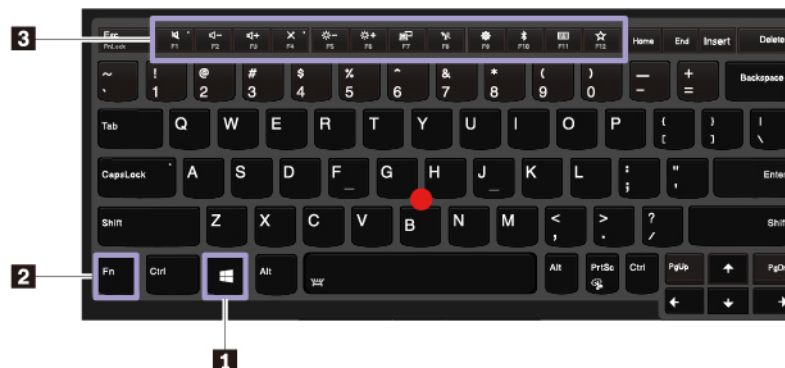 3
Esc Home End Insert Delete
FnLock F1 F2 F3 F4 F5 F6 F7 F8 F9 F10 F11 F12
~ ! @ # $ % ^ & * ( ) — + Backspace
` 1 2 3 4 5 6 7 8 9 0 - =
Tab Q W E R T Y U I O P { } |
[ ] \
CapsLock A S D F G H J K L : " Enter
; '
Shift Z X C V B N M < > ? Shift
, . /
2 Fn Ctrl Alt Alt PrtSc Ctrl PgUp PgDn
1